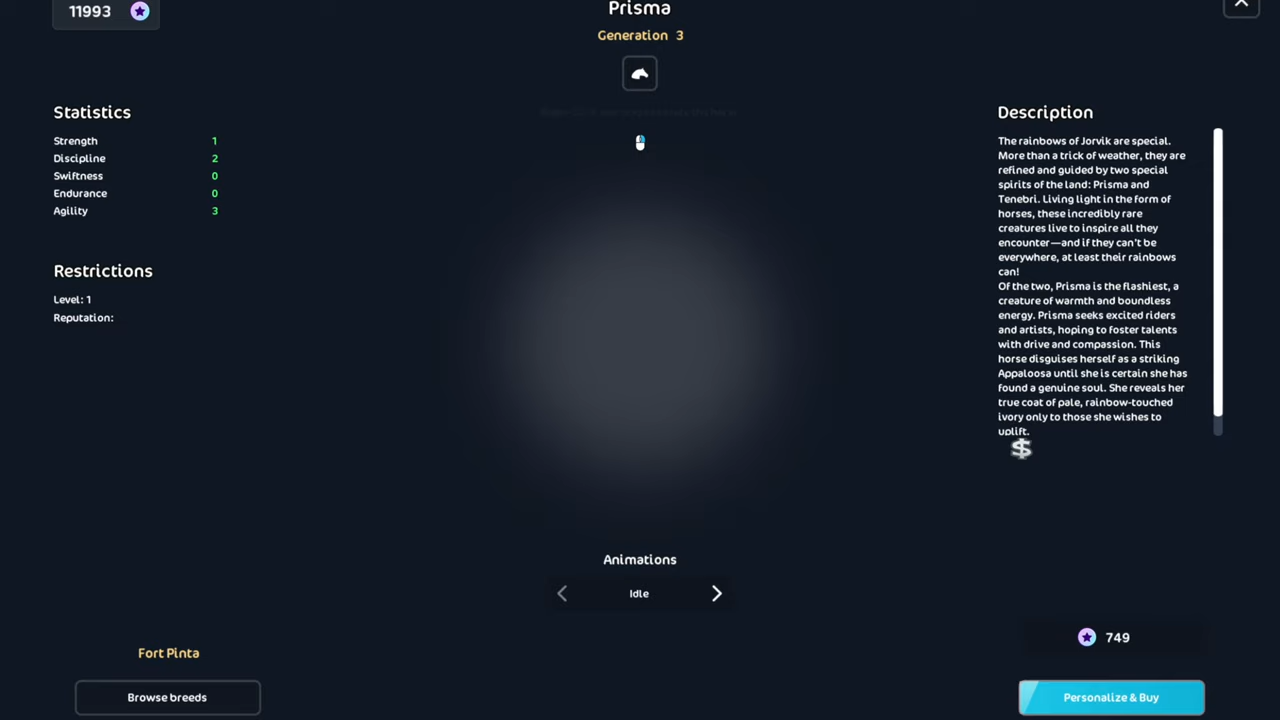 11993
Prisma
Generation 3
Statistics
Strength 1
Discipline 2
Swiftness 0
Endurance 0
Agility 3
Restrictions
Level: 1
Reputation:
Description
The rainbows of Jorvik are special.
More than a trick of weather, they are
refined and guided by two special
spirits of the land: Prisma and
Tenebri. Living light in the form of
horses, these incredibly rare
creatures live to inspire all they
encounter—and if they can't be
everywhere, at least their rainbows
can!
Of the two, Prisma is the flashiest, a
creature of warmth and boundless
energy. Prisma seeks excited riders
and artists, hoping to foster talents
with drive and compassion. This
horse disguises herself as a striking
Appaloosa until she is certain she has
found a genuine soul. She reveals her
true coat of pale, rainbow-touched
ivory only to those she wishes to
uplift.
$
Animations
Idle
749
Fort Pinta
Browse breeds
Personalize & Buy